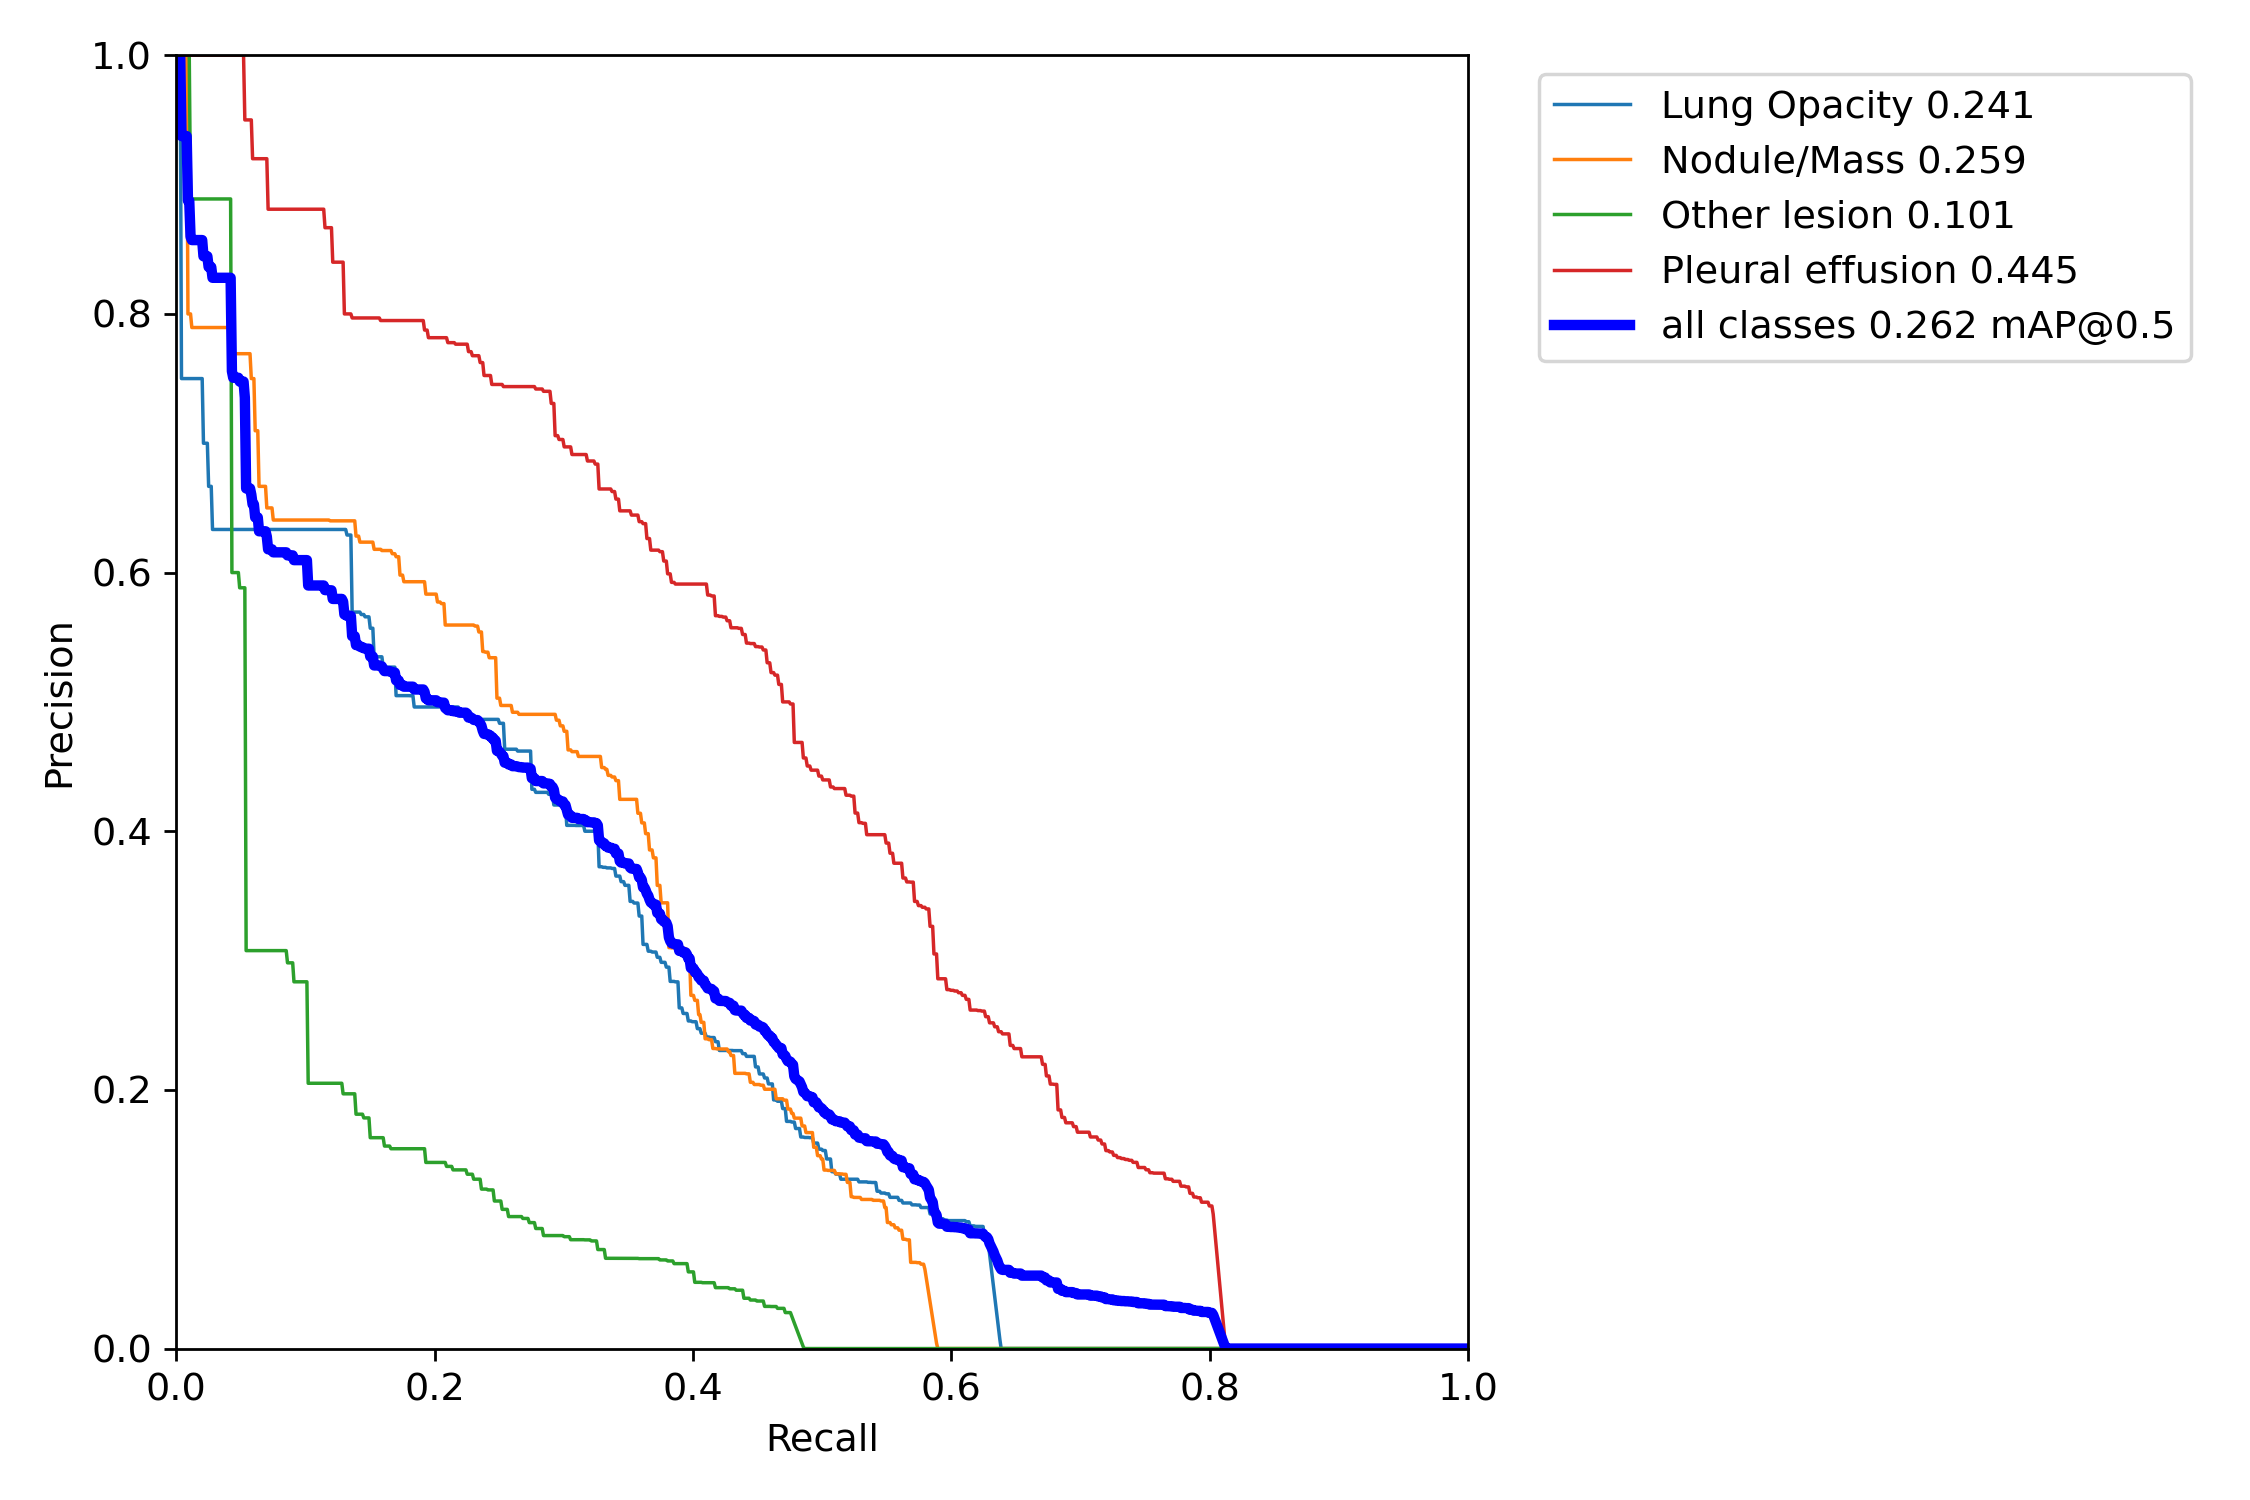 1.0
0.8
0.6
0.4
0.2
0.0
Precision
0.0 0.2 0.4 0.6 0.8 1.0
Recall
Lung Opacity 0.241
Nodule/Mass 0.259
Other lesion 0.101
Pleural effusion 0.445
all classes 0.262 mAP@0.5